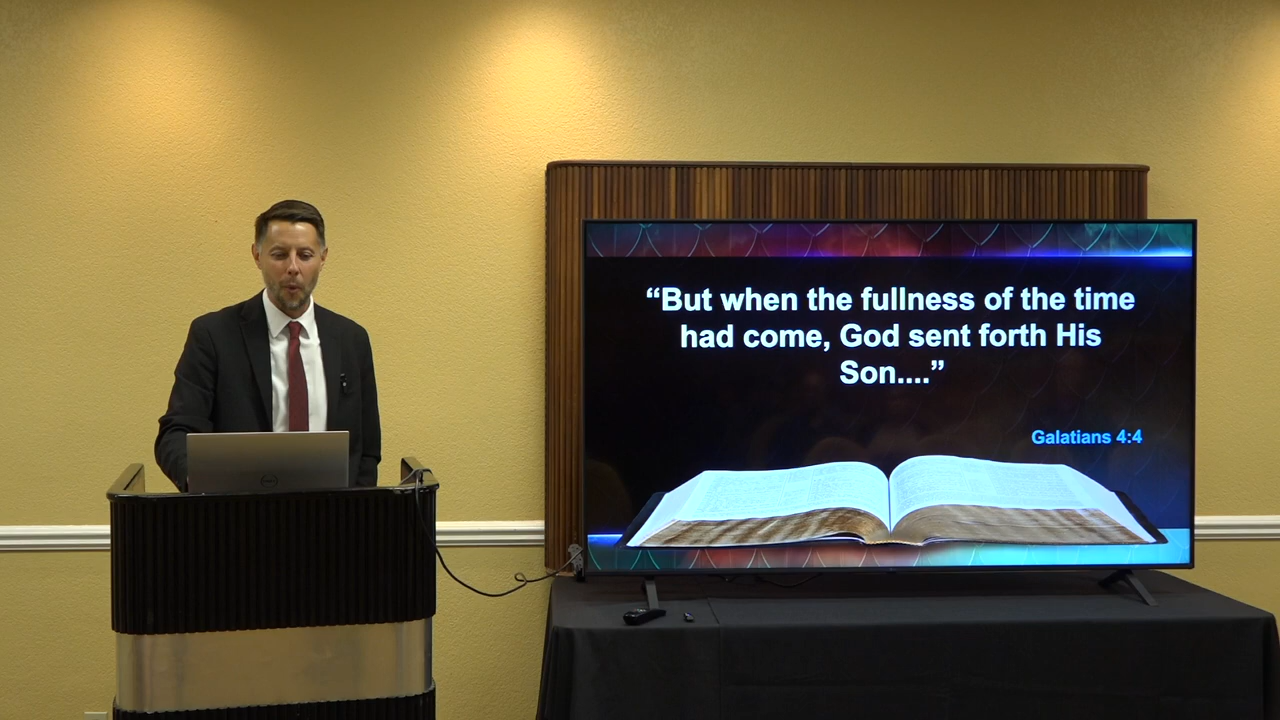 “But when the fullness of the time
had come, God sent forth His
Son....”
Galatians 4:4